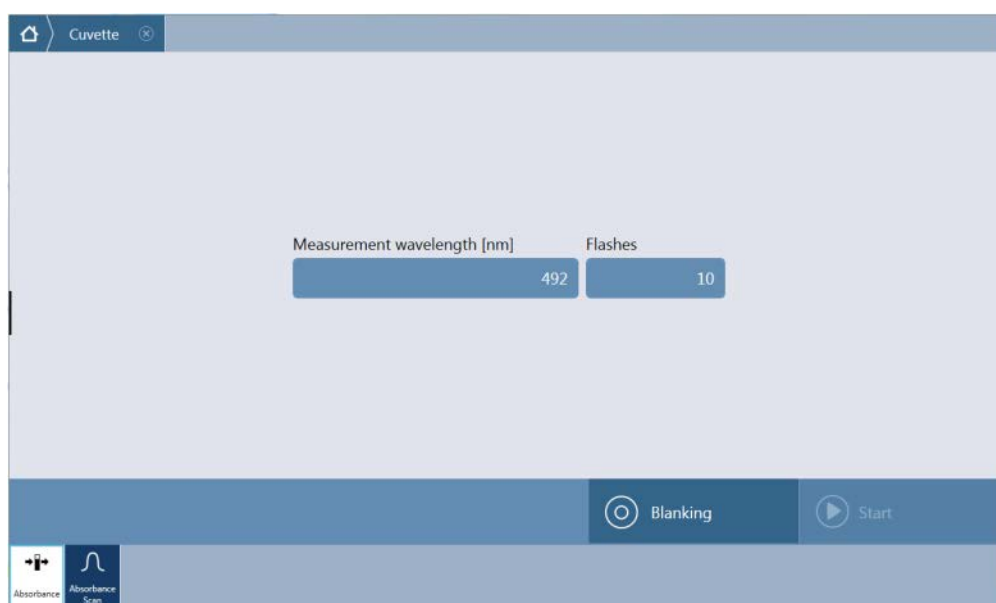 Cuvette
Measurement wavelength [nm] Flashes
492 10
Blanking Start
Absorbance Absorbance
Scan